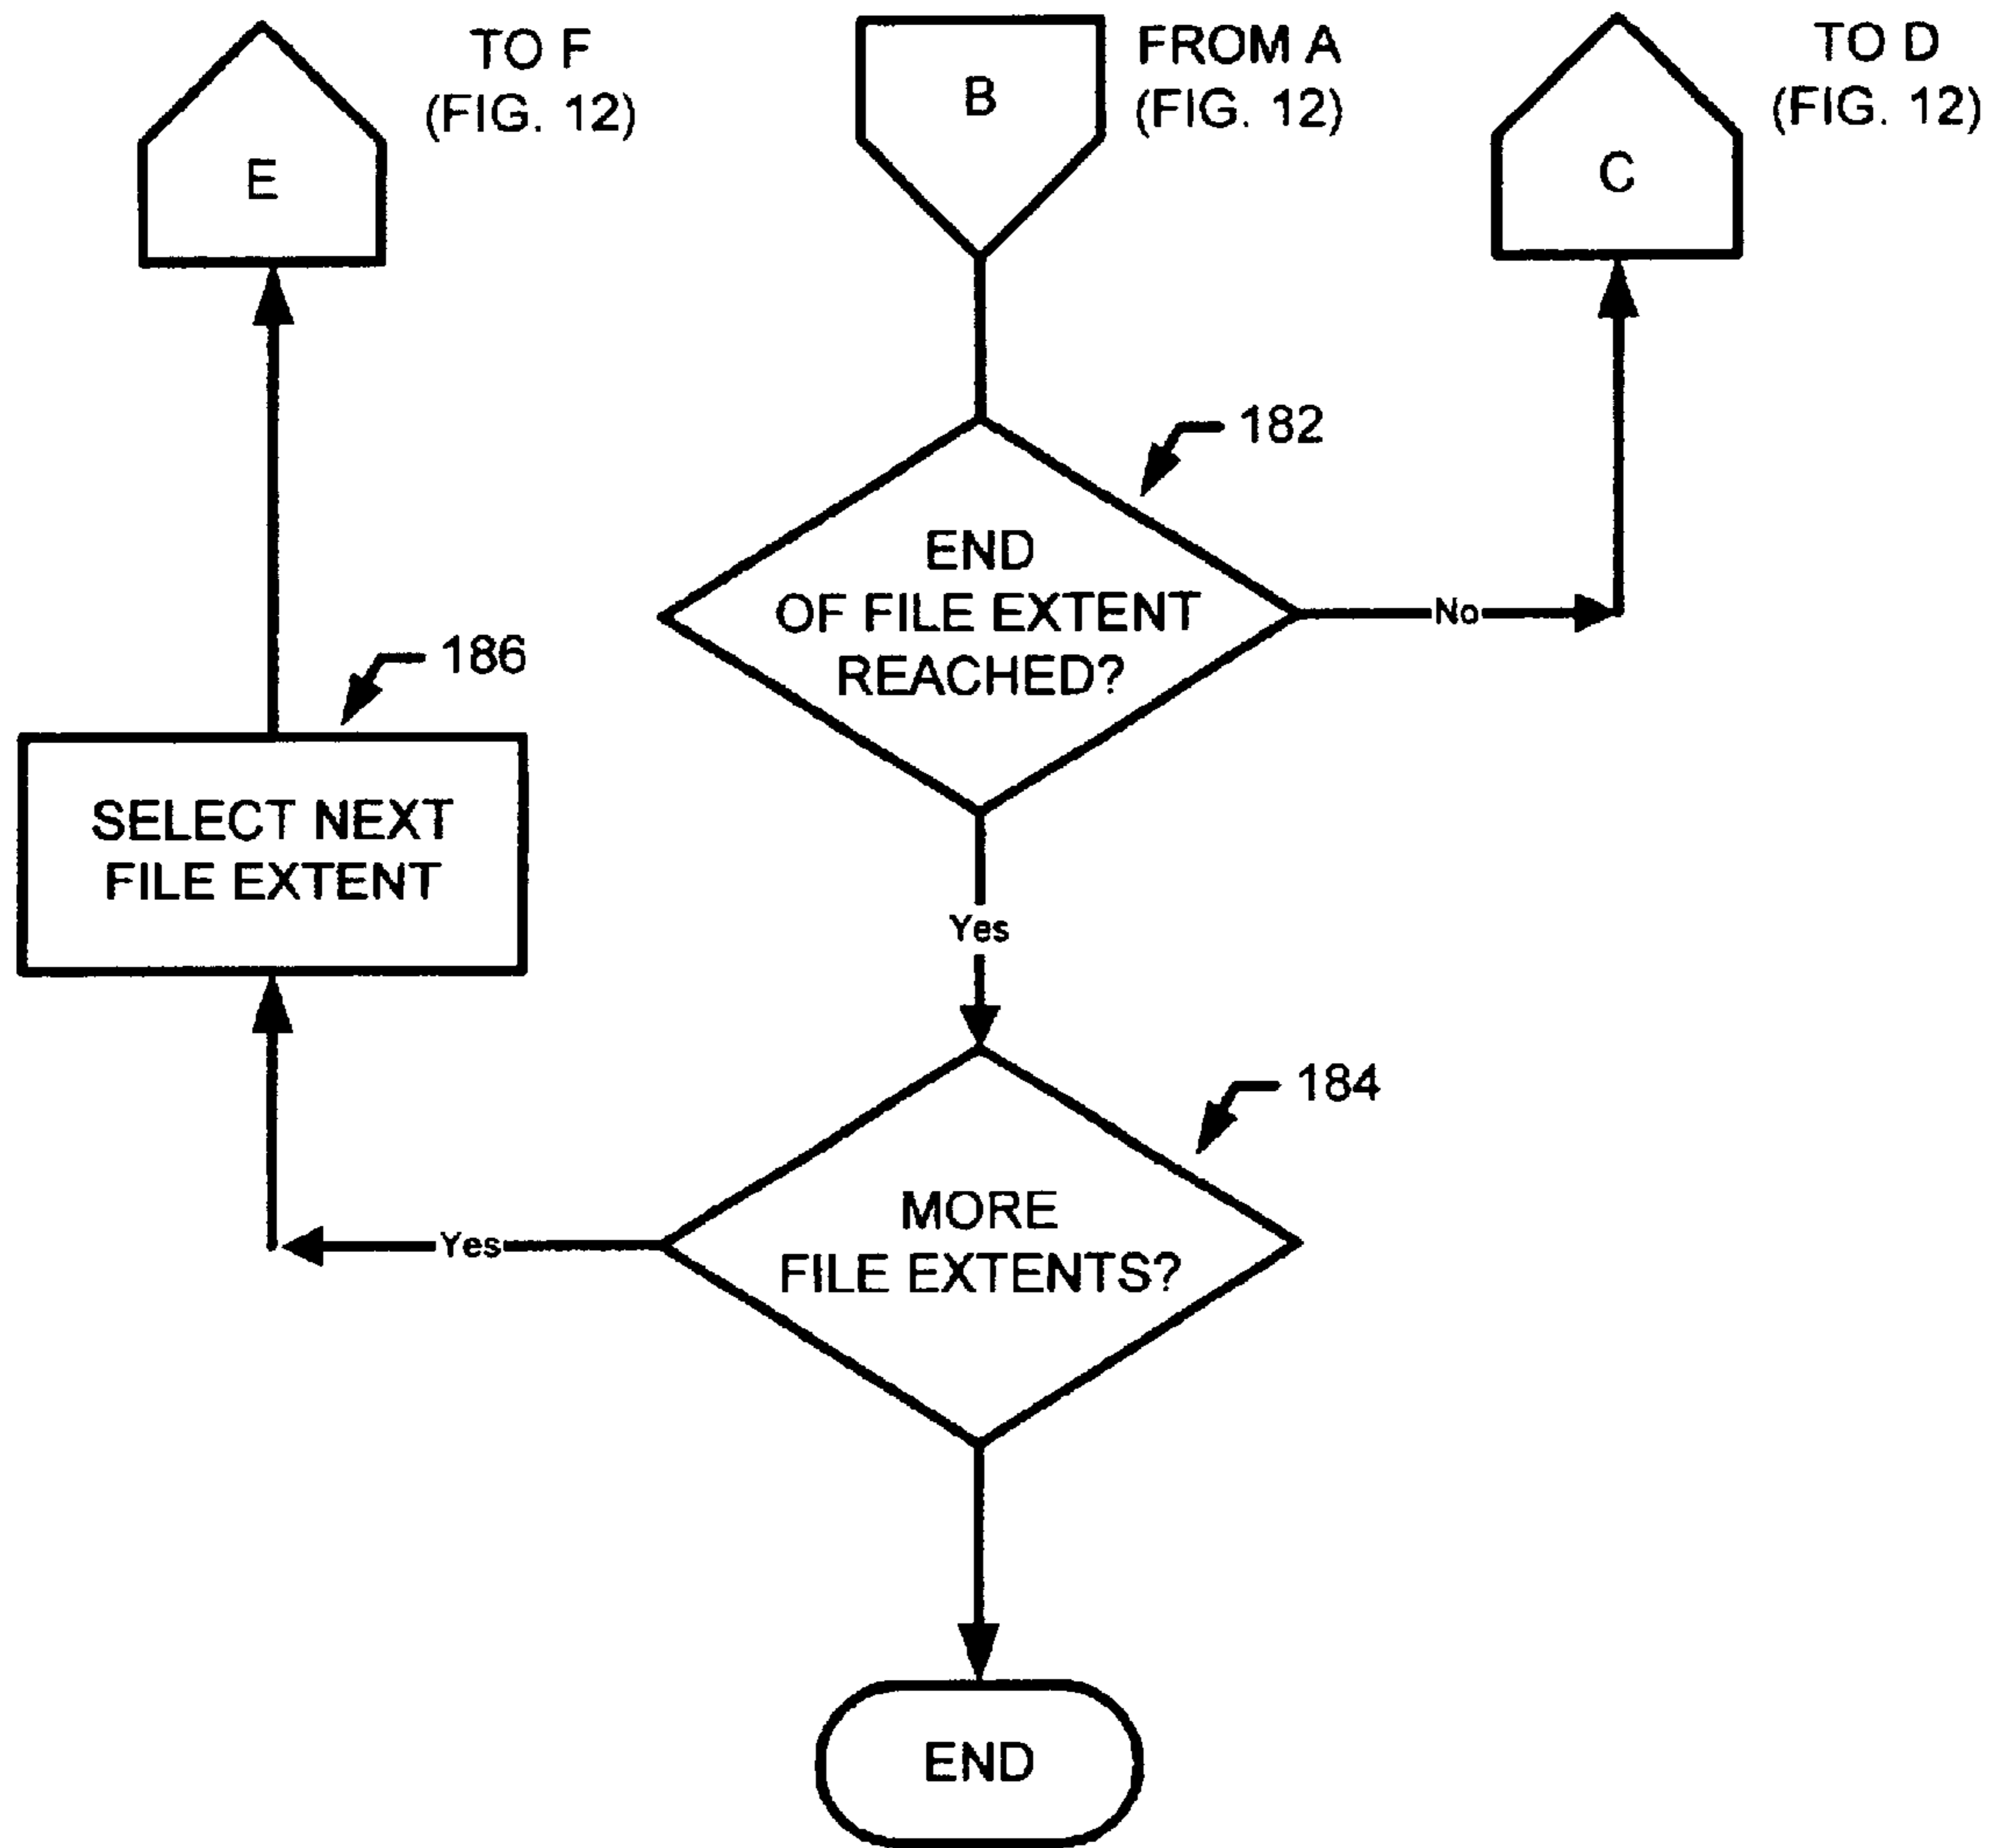 TO F
(FIG. 12)
E
B
FROM A
(FIG. 12)
TO D
(FIG. 12)
C
182
END
OF FILE EXTENT
REACHED?
No
186
SELECT NEXT
FILE EXTENT
Yes
184
MORE
FILE EXTENTS?
Yes
END